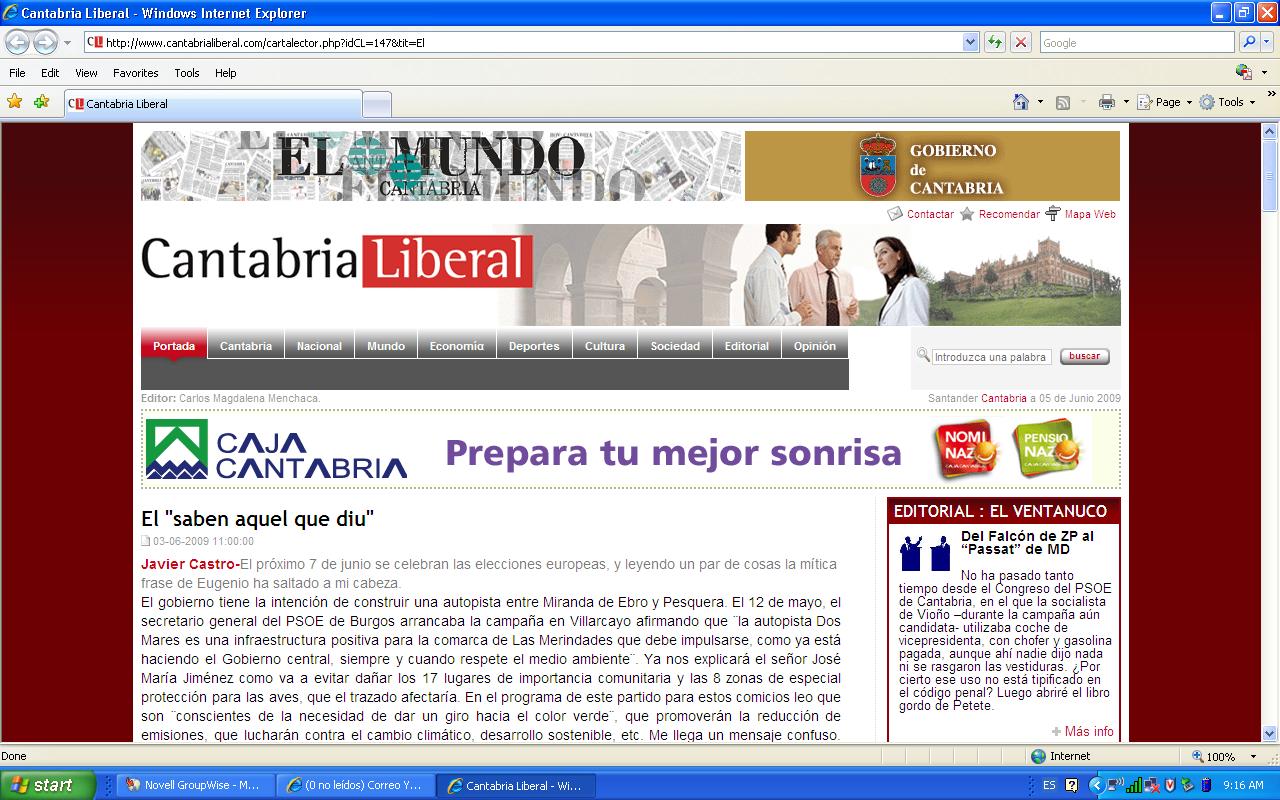 Cantabria Liberal - Windows Internet Explorer
http://www.cantabrialiberal.com/cartalector.php?idCL=147&tit=El
Google
File Edit View Favorites Tools Help
Cantabria Liberal
Page Tools
EL MUNDO
CANTABRIA
GOBIERNO
de
CANTABRIA
Contactar Recomendar Mapa Web
Cantabria Liberal
Portada Cantabria Nacional Mundo Economía Deportes Cultura Sociedad Editorial Opinión
Introduzca una palabra buscar
Editor: Carlos Magdalena Menchaca.
Santander Cantabria a 05 de Junio 2009
CAJA
CANTABRIA
Prepara tu mejor sonrisa
NOMI
NAZO
CAJA CANTABRIA
PENSIO
NAZO
CAJA CANTABRIA
El "saben aquel que diu"
03-06-2009 11:00:00
Javier Castro-El próximo 7 de junio se celebran las elecciones europeas, y leyendo un par de cosas la mítica
frase de Eugenio ha saltado a mi cabeza.
El gobierno tiene la intención de construir una autopista entre Miranda de Ebro y Pesquera. El 12 de mayo, el
secretario general del PSOE de Burgos arrancaba la campaña en Villarcayo afirmando que ¨la autopista Dos
Mares es una infraestructura positiva para la comarca de Las Merindades que debe impulsarse, como ya está
haciendo el Gobierno central, siempre y cuando respete el medio ambiente¨. Ya nos explicará el señor José
María Jiménez como va a evitar dañar los 17 lugares de importancia comunitaria y las 8 zonas de especial
protección para las aves, que el trazado afectaría. En el programa de este partido para estos comicios leo que
son ¨conscientes de la necesidad de dar un giro hacia el color verde¨, que promoverán la reducción de
emisiones, que lucharán contra el cambio climático, desarrollo sostenible, etc. Me llega un mensaje confuso.
EDITORIAL : EL VENTANUCO
Del Falcón de ZP al
“Passat” de MD
No ha pasado tanto
tiempo desde el Congreso del PSOE
de Cantabria, en el que la socialista
de Vioño –durante la campaña aún
candidata- utilizaba coche de
vicepresidenta, con chofer y gasolina
pagada, aunque ahí nadie dijo nada
ni se rasgaron las vestiduras. ¿Por
cierto ese uso no está tipificado en
el código penal? Luego abriré el libro
gordo de Petete.
Más info
Done
Internet
100%
start
Novell GroupWise - M...
(0 no leídos) Correo Y...
Cantabria Liberal - Wi...
ES
9:16 AM